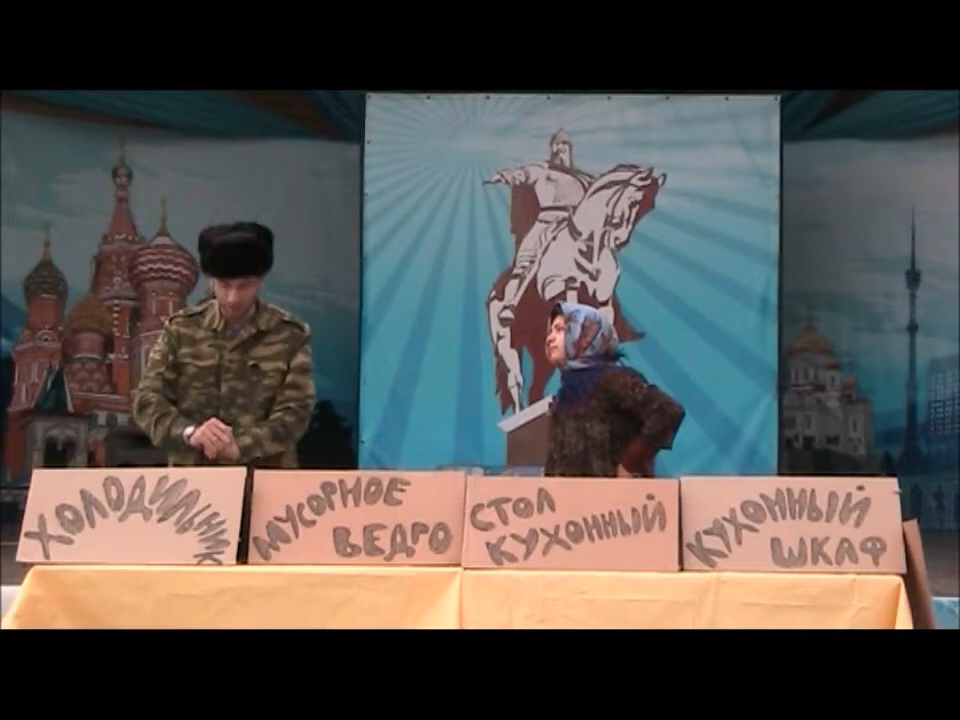 ХОЛОДИЛЬНИК
МУСОРНОЕ
ВЕДРО
СТОЛ
КУХОННЫЙ
КУХОННЫЙ
ШКАФ